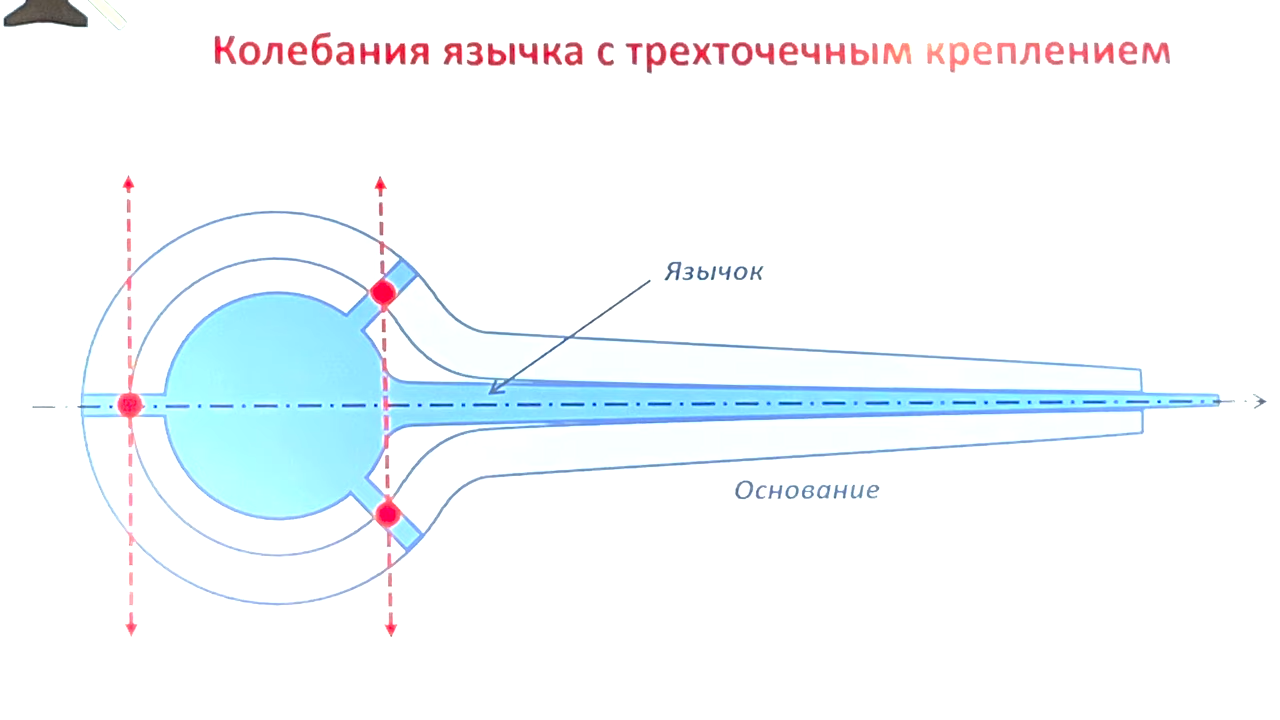 Колебания язычка с трехточечным креплением
Язычок
Основание